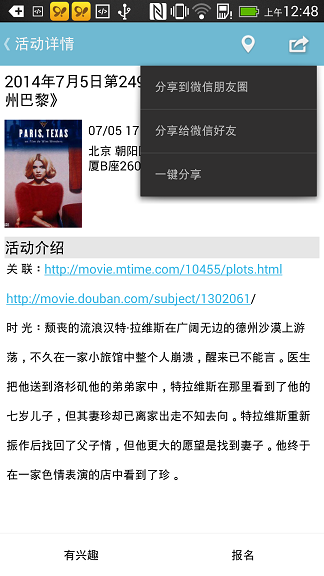 12:48
活动详情
2014年7月5日第249
州巴黎》
分享到微信朋友圈
分享给微信好友
一键分享
PARIS, TEXAS
07/05 17
北京 朝阳
厦B座260
活动介绍
关 联：http://movie.mtime.com/10455/plots.html
http://movie.douban.com/subject/1302061/
时 光：颓丧的流浪汉特·拉维斯在广阔无边的德州沙漠上游
荡，不久在一家小旅馆中整个人崩溃，醒来已不能言。医生
把他送到洛杉矶他的弟弟家中，特拉维斯在那里看到了他的
七岁儿子，但其妻珍却已离家出走不知去向。特拉维斯重新
振作后找回了父子情，但他更大的愿望是找到妻子。他终于
在一家色情表演的店中看到了珍。
有兴趣
报名